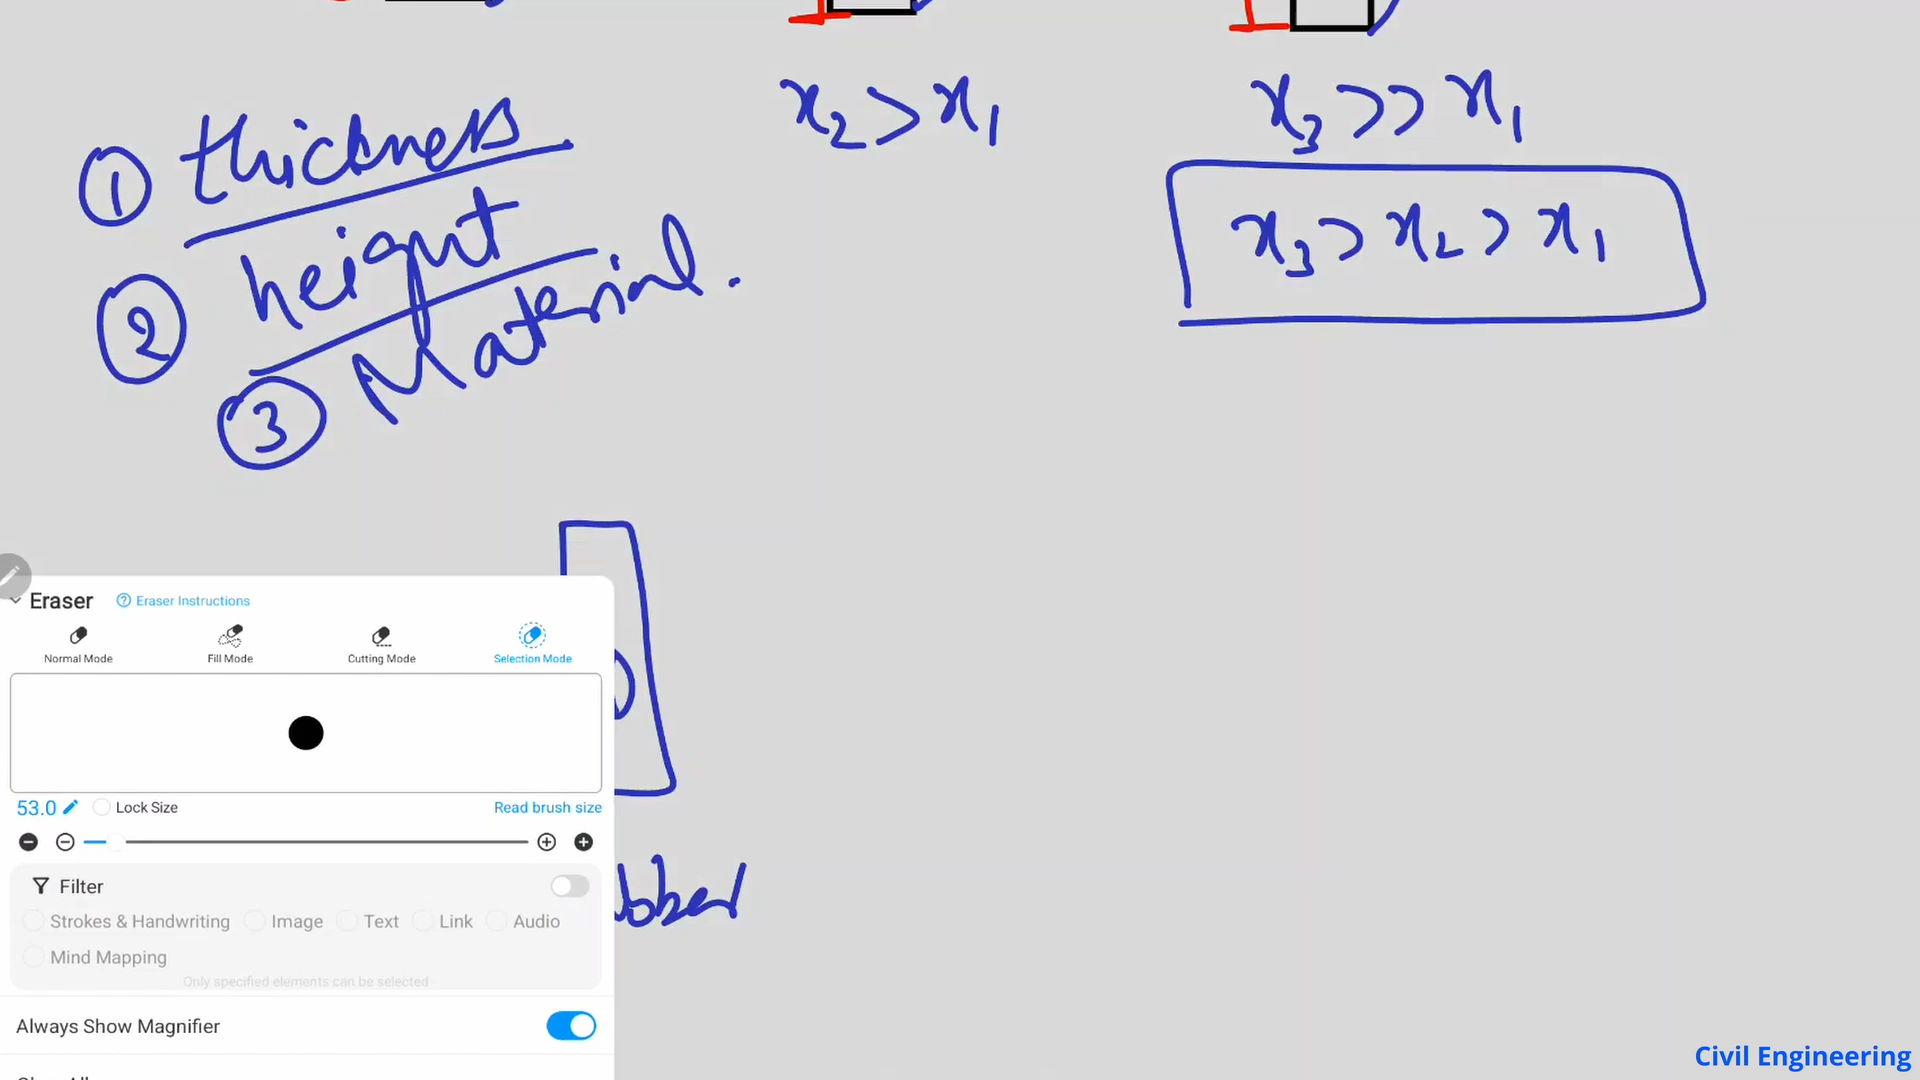 x2 > x1
x3 >> x1
① thickness
x3 > x2 > x1
② height
③ Material.
Eraser
Eraser Instructions
Normal Mode
Fill Mode
Cutting Mode
Selection Mode
53.0
Lock Size
Read brush size
Filter
Strokes & Handwriting
Image
Text
Link
Audio
Mind Mapping
Only specified elements can be selected
Always Show Magnifier
Civil Engineering